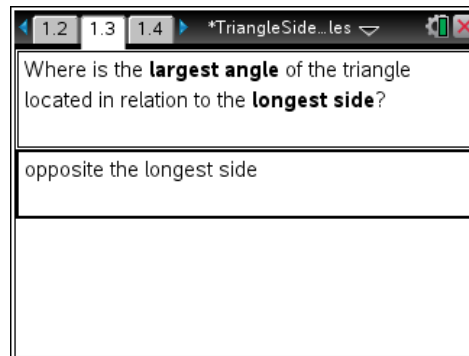 1.2 1.3 1.4 *TriangleSide…les
Where is the largest angle of the triangle
located in relation to the longest side?
opposite the longest side